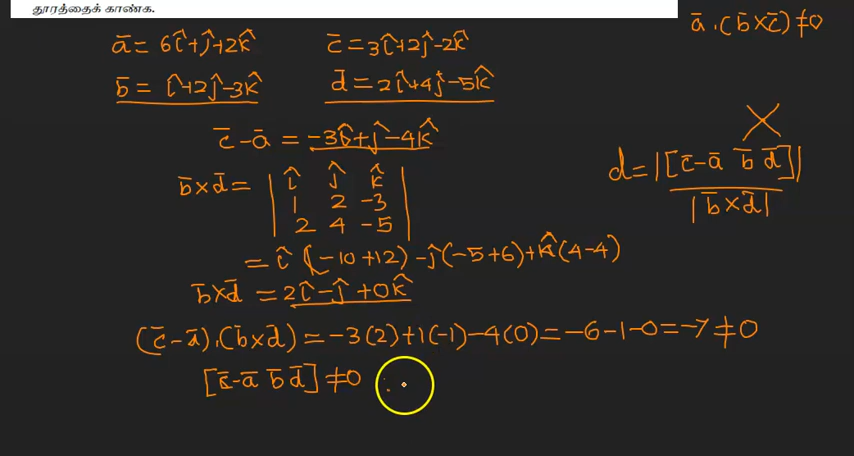 தூரத்தைக் காண்க.
a̅ = 6î+ĵ+2k̂ c̅ = 3î+2ĵ-2k̂
b̅ = î+2ĵ-3k̂ d̅ = 2î+4ĵ-5k̂
a̅ . (b̅ × c̅) ≠ 0
c̅ - a̅ = -3î+ĵ-4k̂
b̅×d̅ = | î ĵ k̂ |
| 1 2 -3 |
| 2 4 -5 |
= î (-10+12) -ĵ(-5+6)+k̂(4-4)
b̅×d̅ = 2î-ĵ+0k̂
d = |[c̅-a̅ b̅ d̅]|
|b̅×d̅|
(c̅-a̅).(b̅×d̅) = -3(2)+1(-1)-4(0) = -6-1-0 = -7 ≠ 0
[c̅-a̅ b̅ d̅] ≠ 0 :